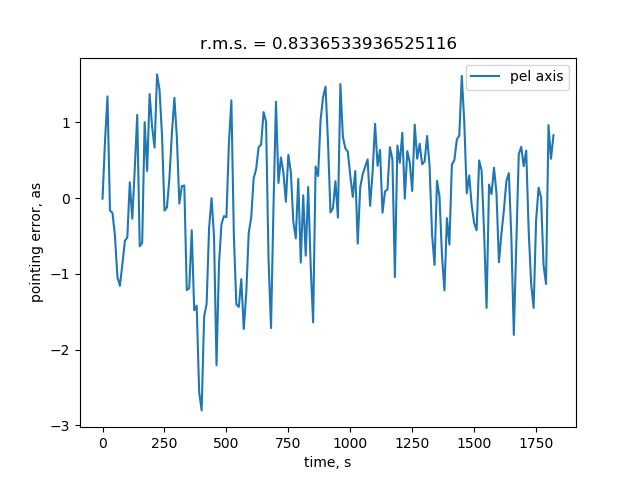 r.m.s. = 0.8336533936525116
pel axis
pointing error, as
1
0
−1
−2
−3
0 250 500 750 1000 1250 1500 1750
time, s